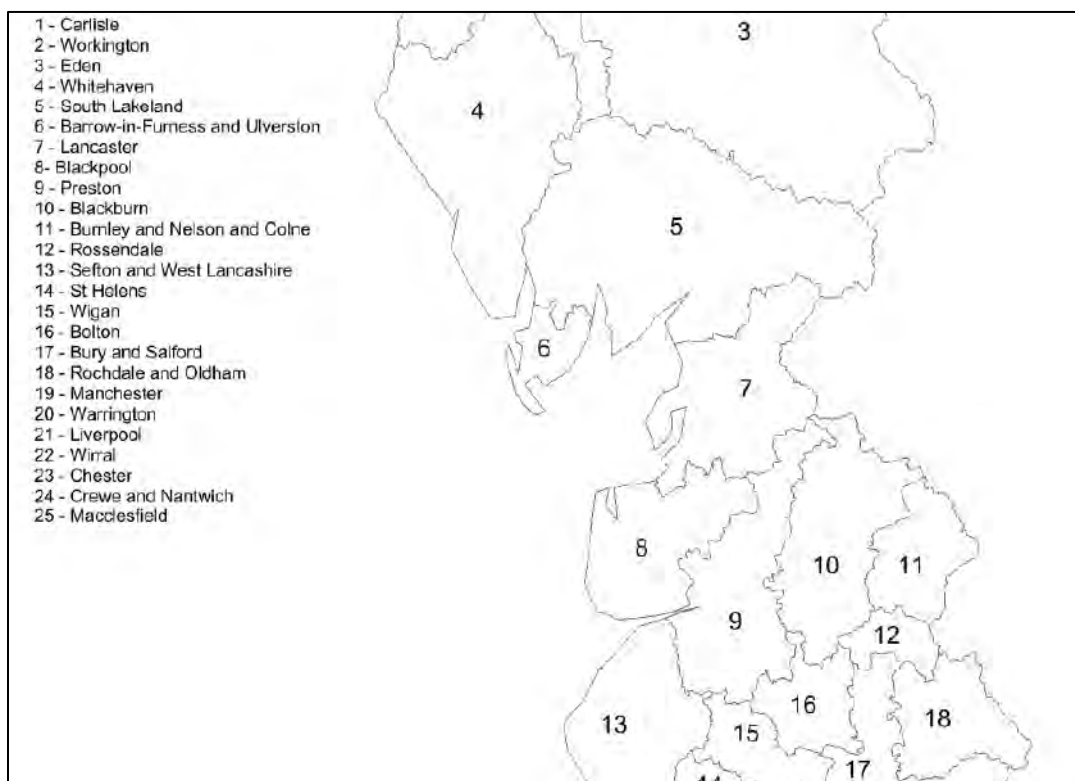 1 - Carlisle
2 - Workington
3 - Eden
4 - Whitehaven
5 - South Lakeland
6 - Barrow-in-Furness and Ulverston
7 - Lancaster
8- Blackpool
9 - Preston
10 - Blackburn
11 - Burnley and Nelson and Colne
12 - Rossendale
13 - Sefton and West Lancashire
14 - St Helens
15 - Wigan
16 - Bolton
17 - Bury and Salford
18 - Rochdale and Oldham
19 - Manchester
20 - Warrington
21 - Liverpool
22 - Wirral
23 - Chester
24 - Crewe and Nantwich
25 - Macclesfield
3
4
5
6
7
8
10
11
9
12
16
13
15
18
17
14